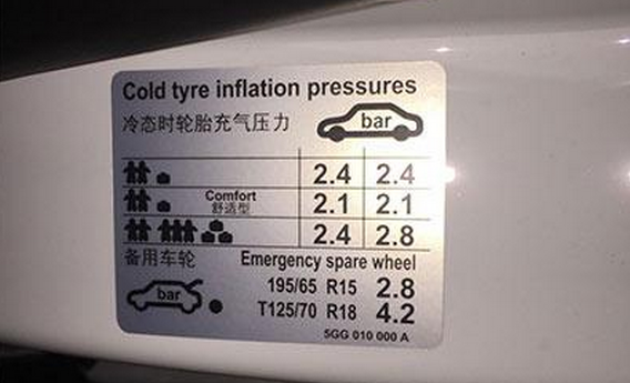 Cold tyre inflation pressures
冷态时轮胎充气压力
bar
2.4 2.4
Comfort
舒适型
2.1 2.1
2.4 2.8
备用车轮 Emergency spare wheel
195/65 R15 2.8
bar
T125/70 R18 4.2
5GG 010 000 A